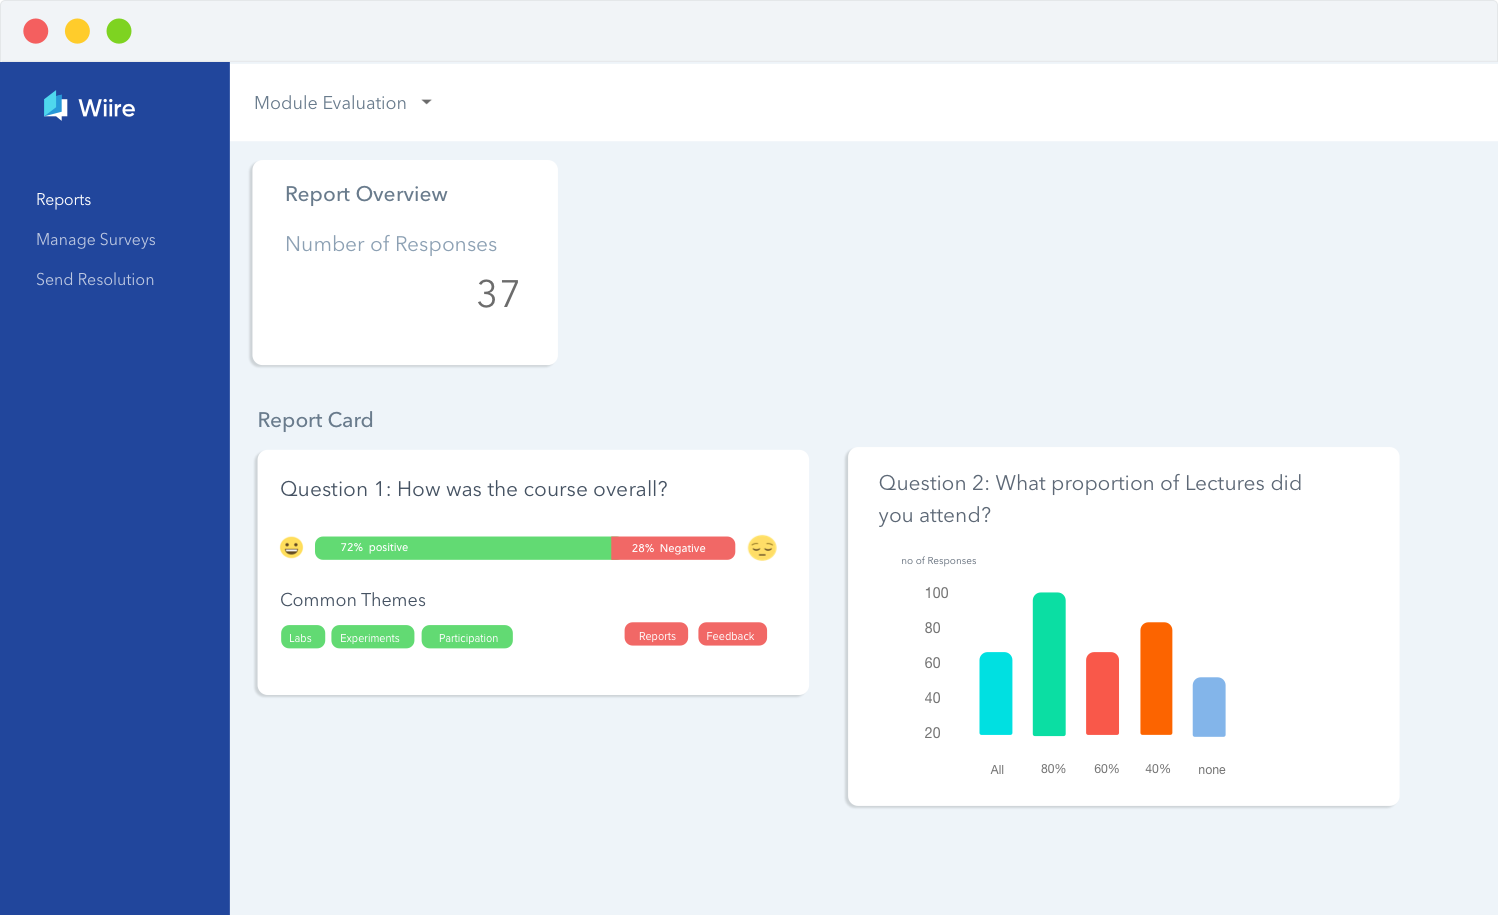 Wiire
Reports
Manage Surveys
Send Resolution
Module Evaluation
Report Overview
Number of Responses
37
Report Card
Question 1: How was the course overall?
72% positive
28% Negative
Common Themes
Labs
Experiments
Participation
Reports
Feedback
Question 2: What proportion of Lectures did
you attend?
no of Responses
100
80
60
40
20
All
80%
60%
40%
none